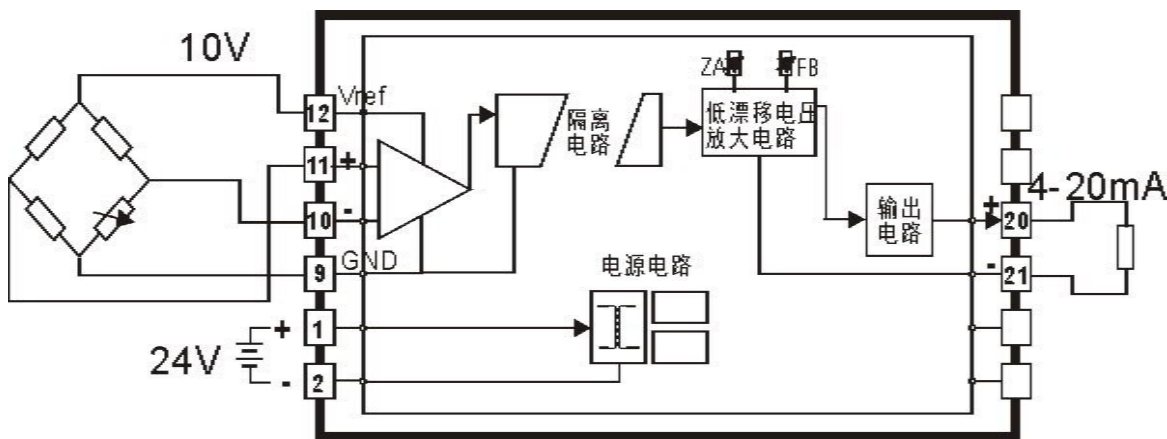 10V
12
Vref
11
+
10
-
9
GND
1
+
24V
2
-
隔离
电路
ZA
FB
低漂移电压
放大电路
输出
电路
电源电路
4-20mA
+
20
-
21